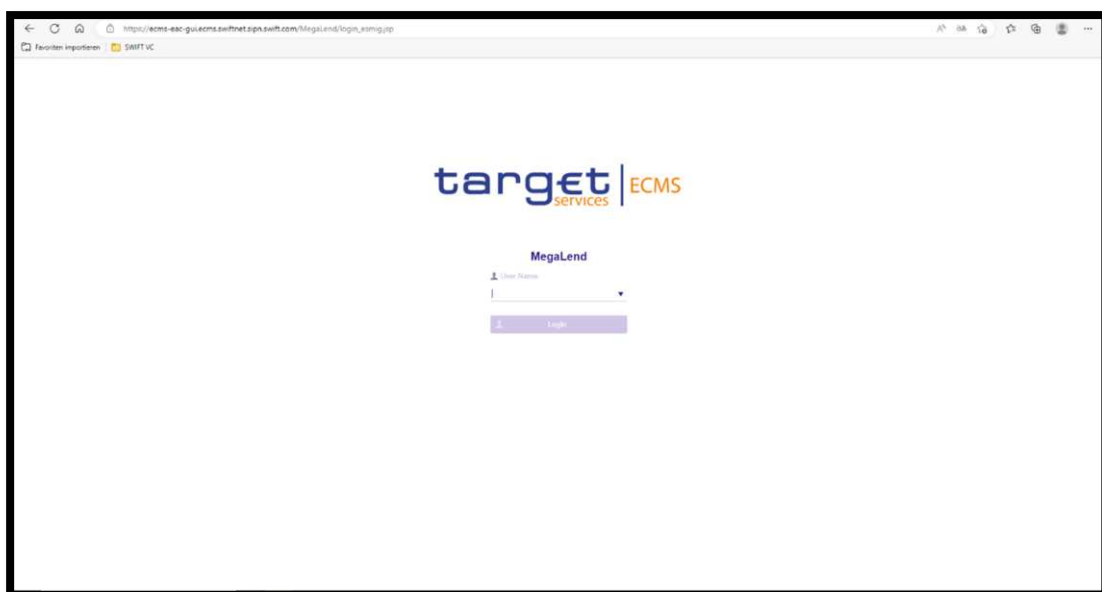 https://ecms-eac-gui.ecms.swiftnet.sipn.swift.com/MegaLend/login_esmig.jsp
Favoriten importieren
SWIFT VC
target
services
ECMS
MegaLend
User Name
Login